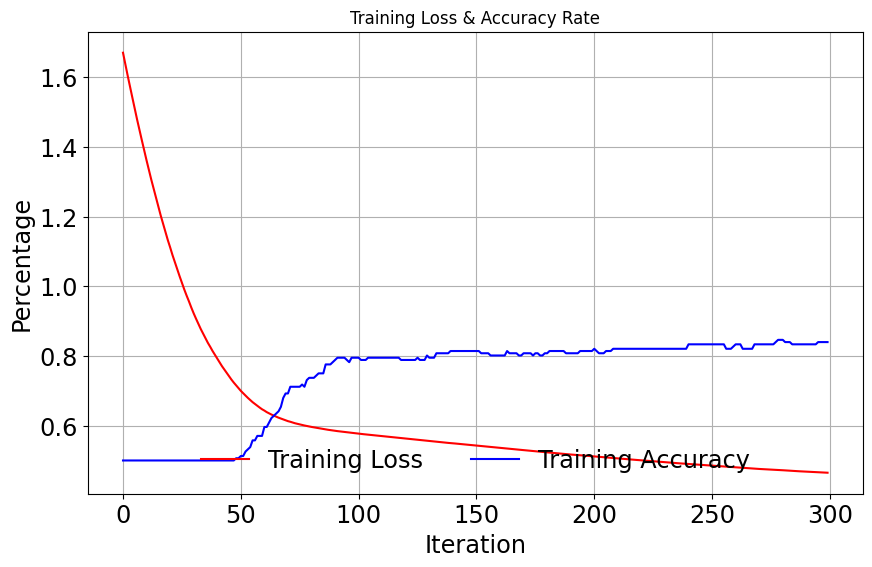 Training Loss & Accuracy Rate
Percentage
1.6
1.4
1.2
1.0
0.8
0.6
Training Loss Training Accuracy
0 50 100 150 200 250 300
Iteration